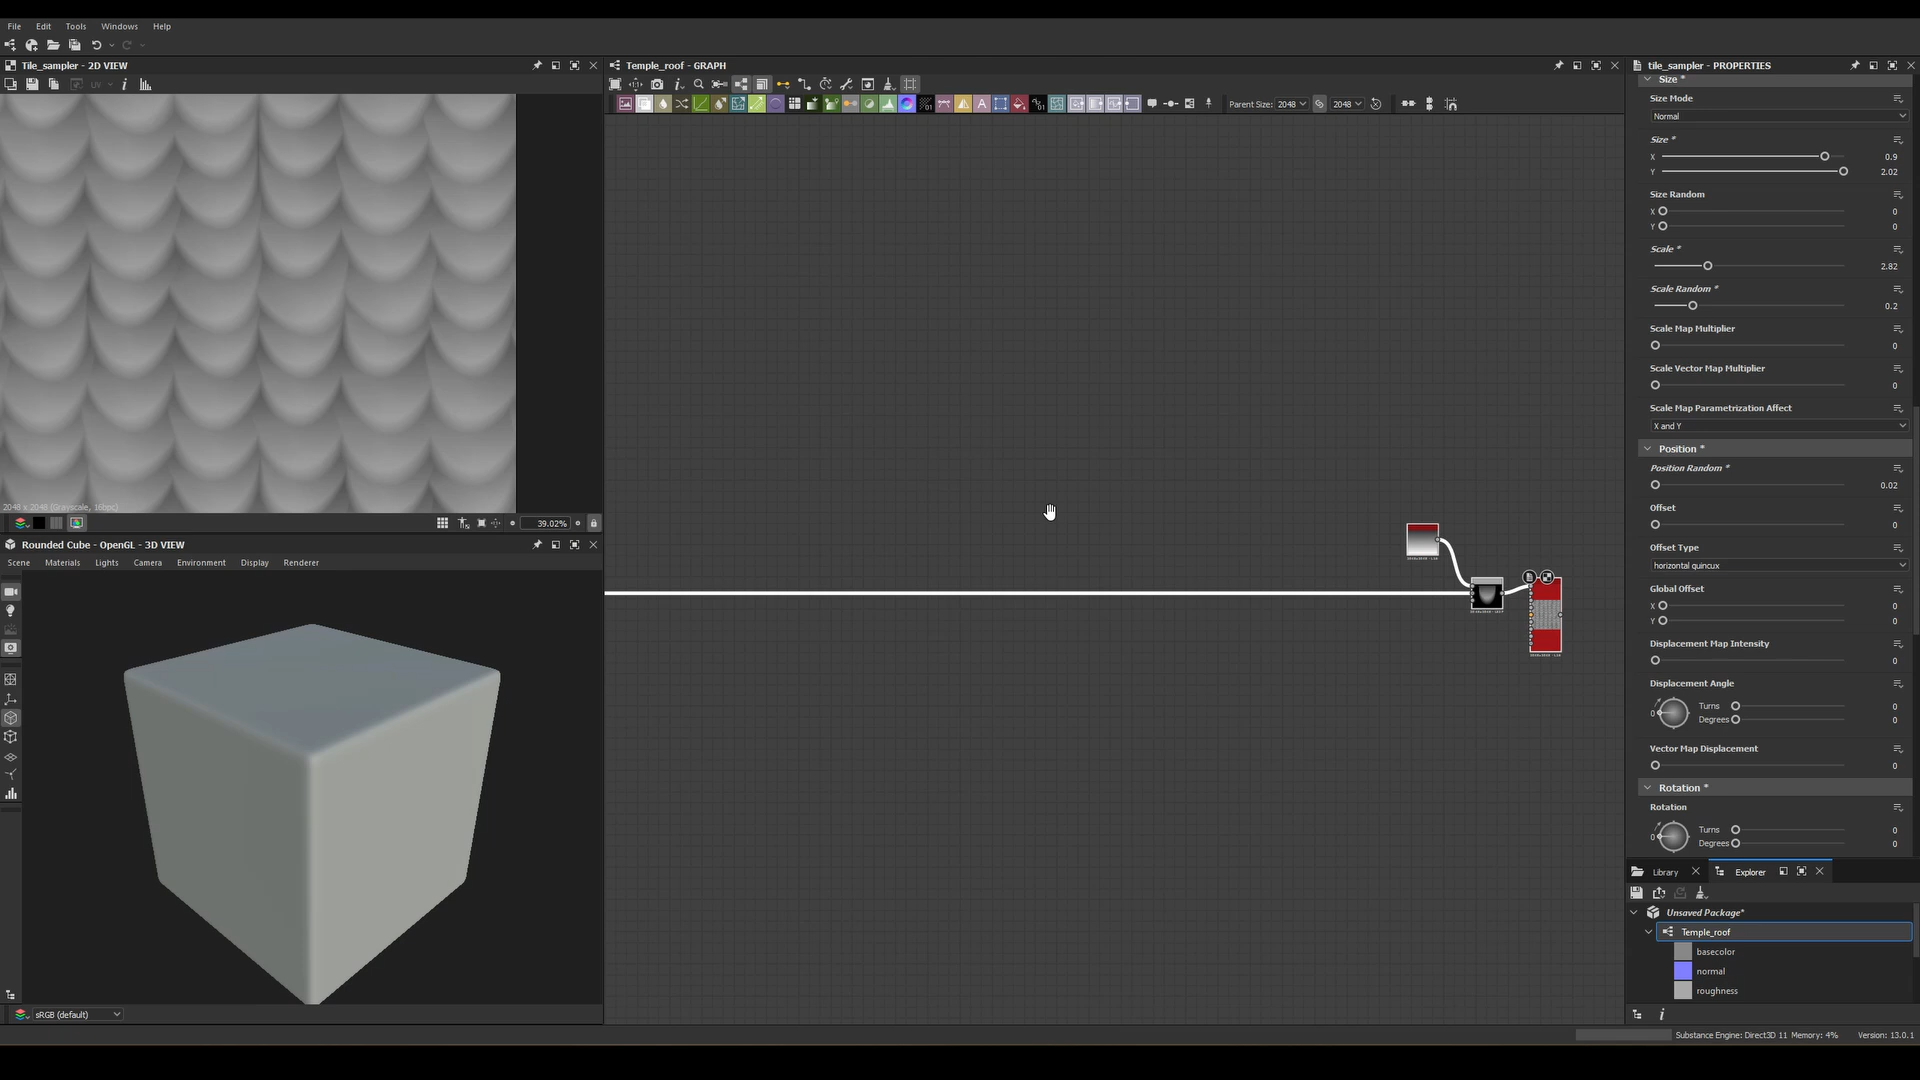 File Edit Tools Windows Help
Tile_sampler - 2D VIEW
Temple_roof - GRAPH
tile_sampler - PROPERTIES
UV
Parent Size: 2048 2048
Size *
Size Mode
Normal
Size *
X 0.9
Y 2.02
Size Random
X 0
Y 0
Scale *
2.82
Scale Random *
0.2
Scale Map Multiplier
0
Scale Vector Map Multiplier
0
Scale Map Parametrization Affect
X and Y
Position *
Position Random *
0.02
Offset
0
Offset Type
horizontal quincux
Global Offset
X 0
Y 0
Displacement Map Intensity
0
Displacement Angle
0 Turns 0
Degrees 0
Vector Map Displacement
0
Rotation *
Rotation
0 Turns 0
Degrees 0
2048 x 2048 (Grayscale, 16bpc)
39.02%
Rounded Cube - OpenGL - 3D VIEW
Scene Materials Lights Camera Environment Display Renderer
sRGB (default)
Library Explorer
Unsaved Package*
Temple_roof
basecolor
normal
roughness
Substance Engine: Direct3D 11 Memory: 4% Version: 13.0.1